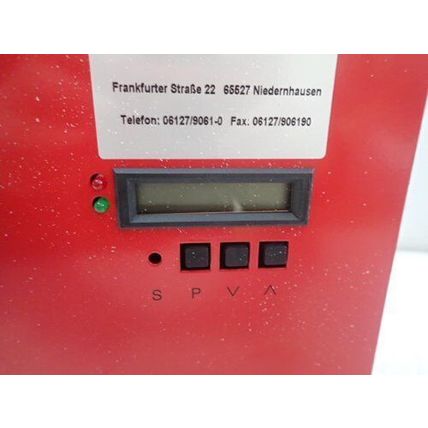 Frankfurter Straße 22 65527 Niedernhausen
Telefon: 06127/9061-0 Fax. 06127/906190
S P V Λ